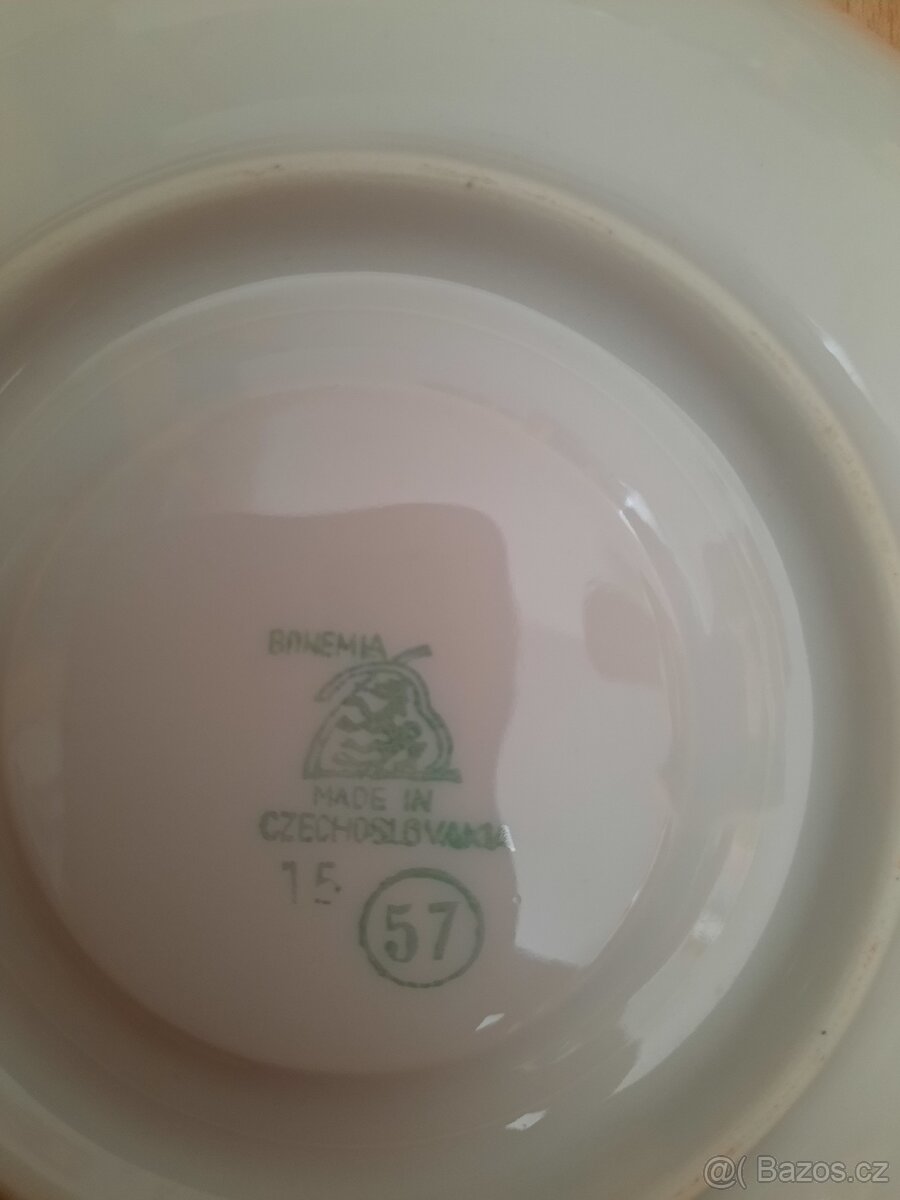 BOHEMIA
MADE IN
CZECHOSLOVAKIA
15
57
@( Bazos.cz